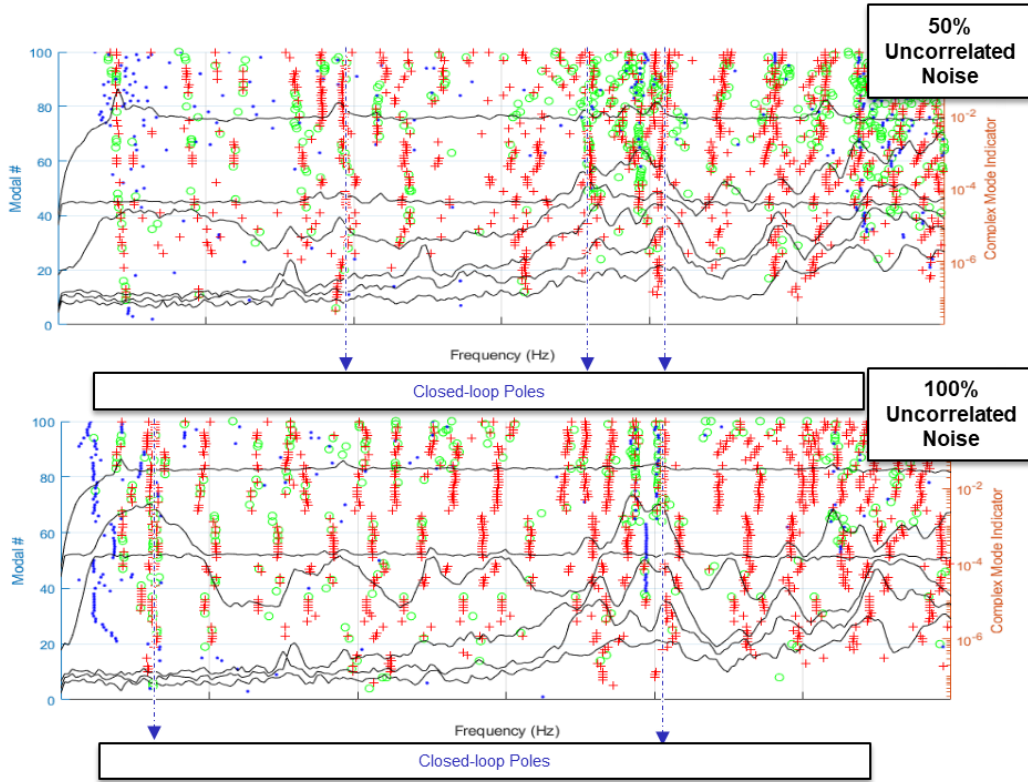 50%
Uncorrelated
Noise
100
80
60
40
20
0
Modal #
10-2
10-4
10-6
Complex Mode Indicator
Frequency (Hz)
Closed-loop Poles
100%
Uncorrelated
Noise
100
80
60
40
20
0
Modal #
10-2
10-4
10-6
Complex Mode Indicator
Frequency (Hz)
Closed-loop Poles